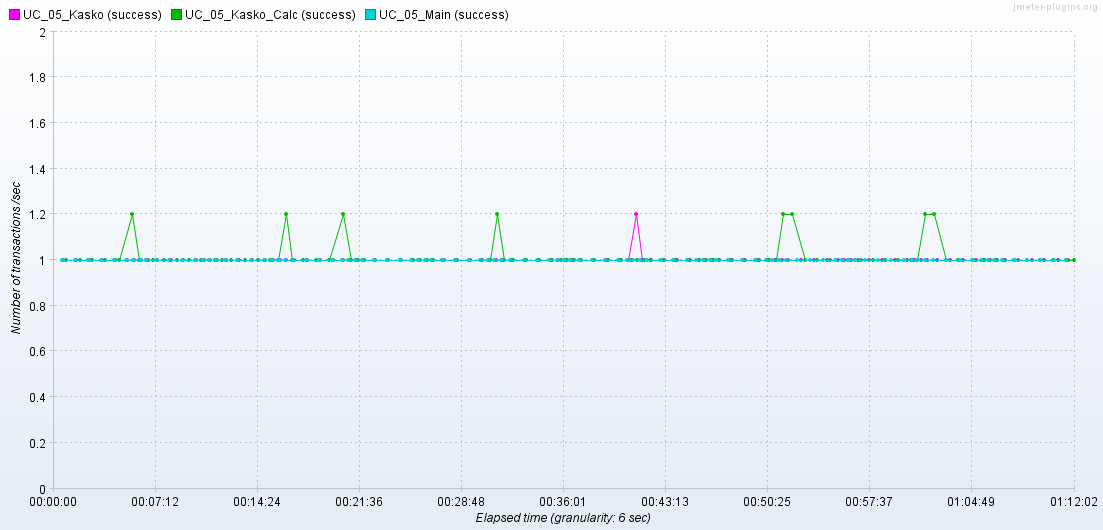 jmeter-plugins.org
UC_05_Kasko (success) UC_05_Kasko_Calc (success) UC_05_Main (success)
Number of transactions /sec
2
1.8
1.6
1.4
1.2
1
0.8
0.6
0.4
0.2
0
00:00:00 00:07:12 00:14:24 00:21:36 00:28:48 00:36:01 00:43:13 00:50:25 00:57:37 01:04:49 01:12:02
Elapsed time (granularity: 6 sec)